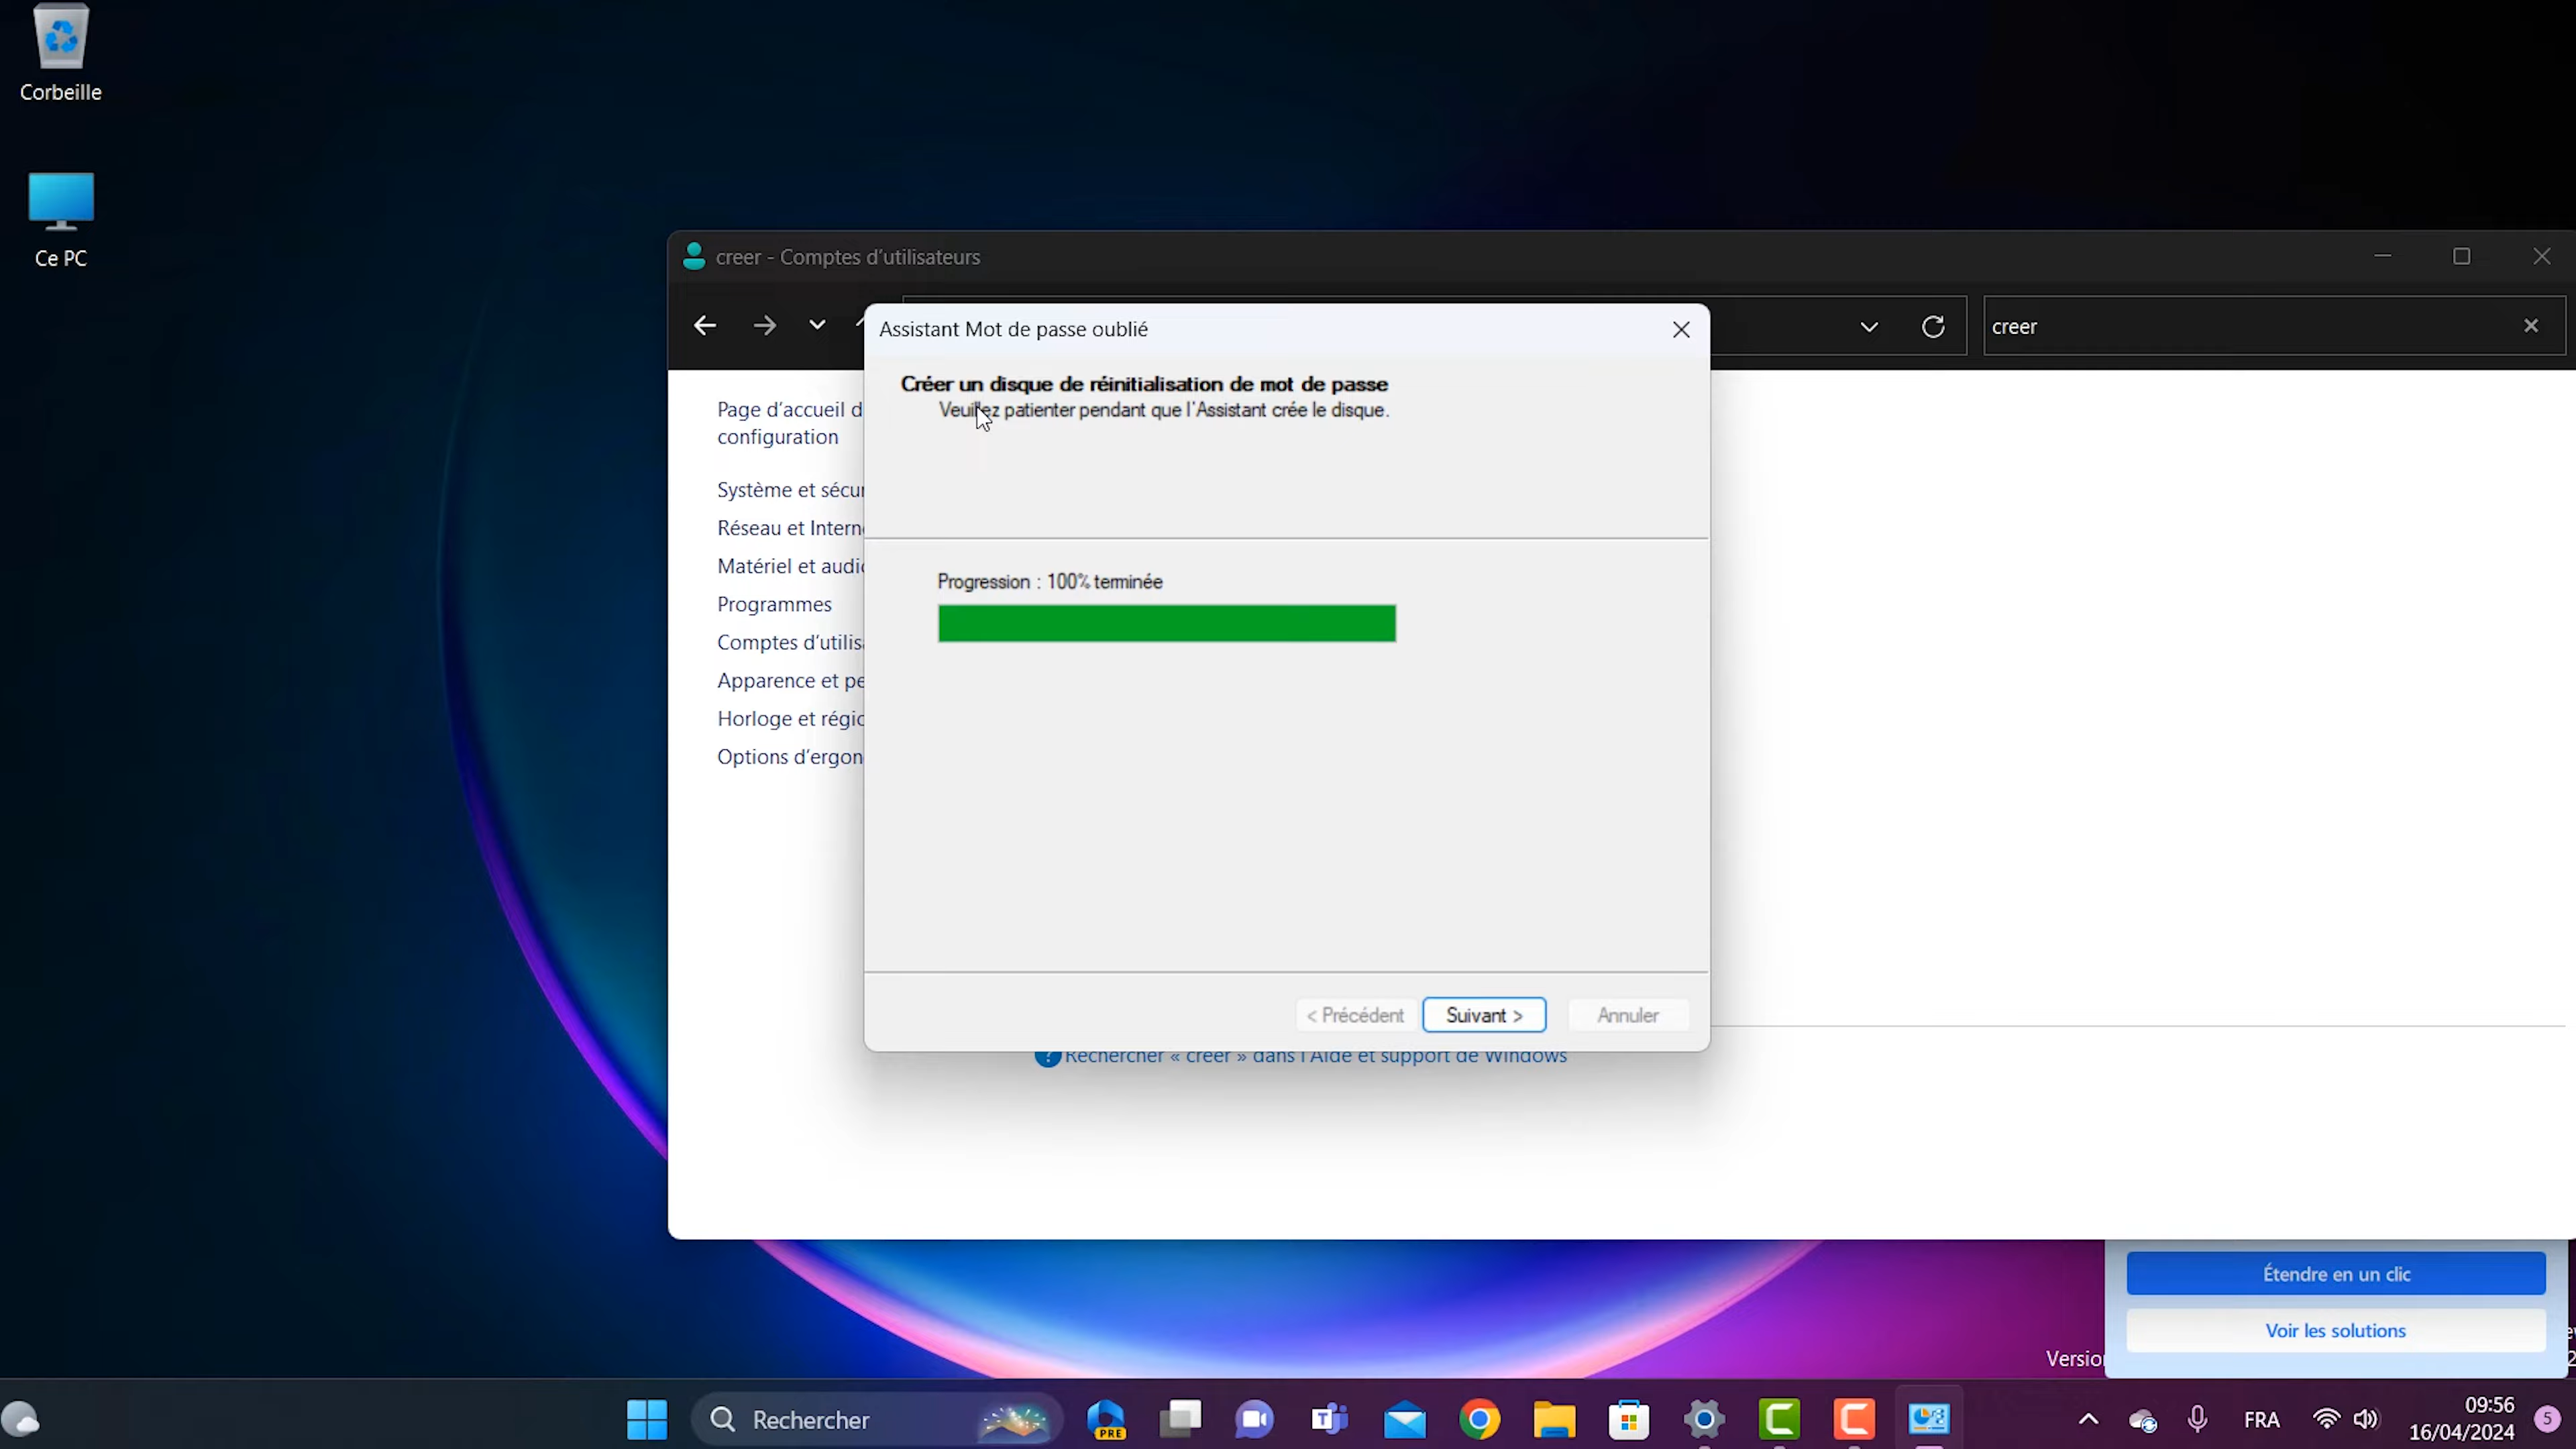 Corbeille
Ce PC
creer - Comptes d'utilisateurs
creer
Assistant Mot de passe oublié
Créer un disque de réinitialisation de mot de passe
Veuillez patienter pendant que l'Assistant crée le disque.
Page d'accueil d
configuration
Système et sécur
Réseau et Intern
Matériel et audio
Programmes
Comptes d'utilisa
Apparence et pe
Horloge et régio
Options d'ergon
Progression : 100% terminée
< Précédent
Suivant >
Annuler
Rechercher « creer » dans l'Aide et support de Windows
Étendre en un clic
Voir les solutions
Versio
Rechercher
PRE
FRA
09:56
16/04/2024
5